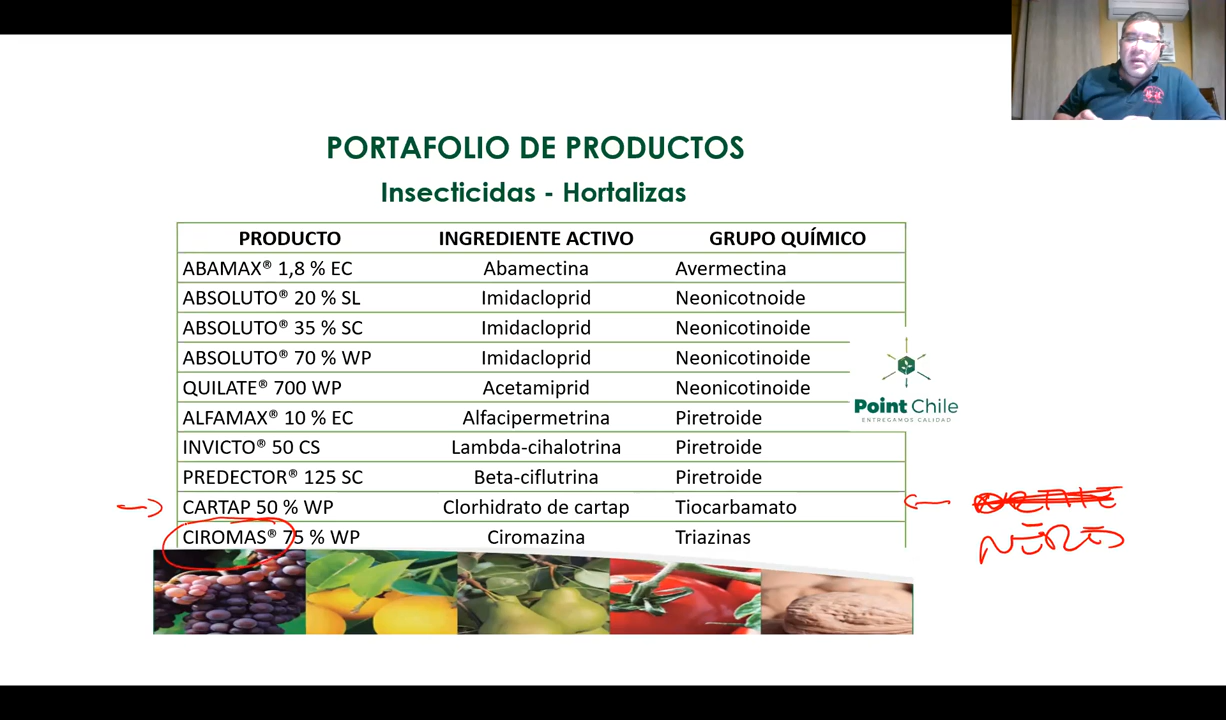 PORTAFOLIO DE PRODUCTOS
Insecticidas - Hortalizas
PRODUCTO INGREDIENTE ACTIVO GRUPO QUÍMICO
ABAMAX® 1,8 % EC Abamectina Avermectina
ABSOLUTO® 20 % SL Imidacloprid Neonicotnoide
ABSOLUTO® 35 % SC Imidacloprid Neonicotinoide
ABSOLUTO® 70 % WP Imidacloprid Neonicotinoide
QUILATE® 700 WP Acetamiprid Neonicotinoide
ALFAMAX® 10 % EC Alfacipermetrina Piretroide
INVICTO® 50 CS Lambda-cihalotrina Piretroide
PREDECTOR® 125 SC Beta-ciflutrina Piretroide
CARTAP 50 % WP Clorhidrato de cartap Tiocarbamato
CIROMAS® 75 % WP Ciromazina Triazinas
Point Chile
ENTREGAMOS CALIDAD